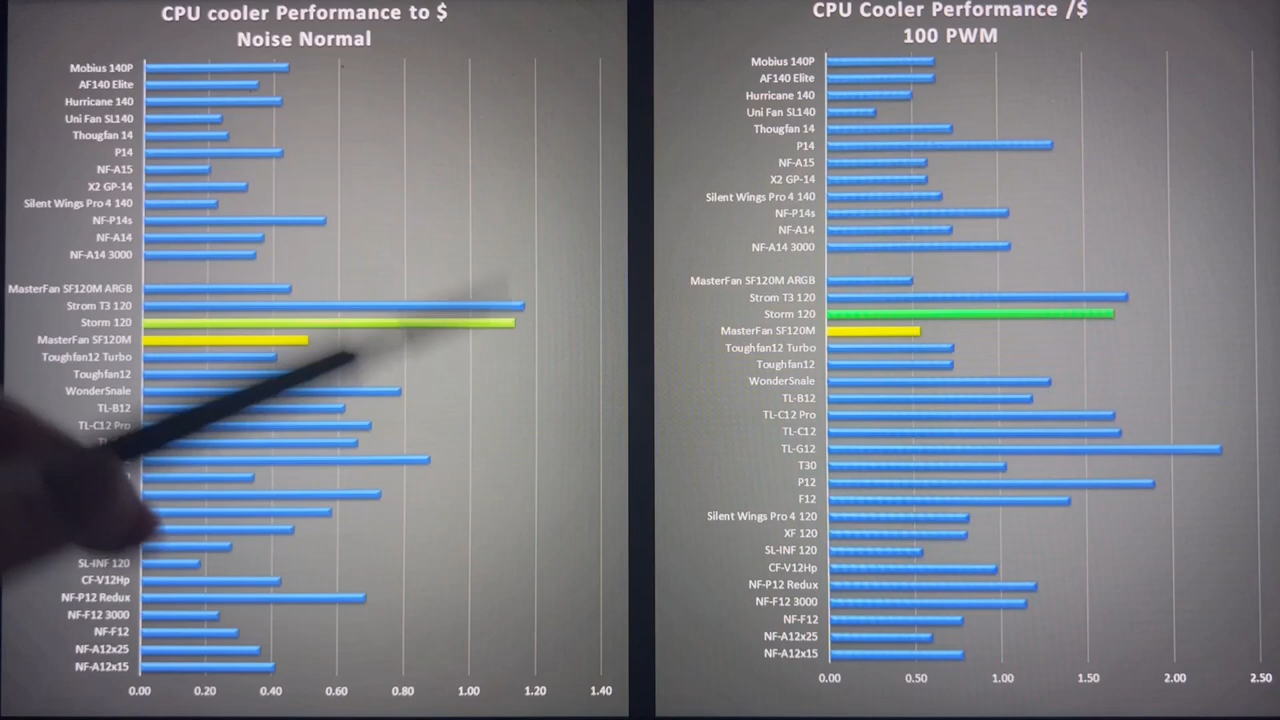 CPU cooler Performance to $
Noise Normal
Mobius 140P
AF140 Elite
Hurricane 140
Uni Fan SL140
Thougfan 14
P14
NF-A15
X2 GP-14
Silent Wings Pro 4 140
NF-P14s
NF-A14
NF-A14 3000
MasterFan SF120M ARGB
Strom T3 120
Storm 120
MasterFan SF120M
Toughfan12 Turbo
Toughfan12
WonderSnale
TL-B12
TL-C12 Pro
SL-INF 120
CF-V12Hp
NF-P12 Redux
NF-F12 3000
NF-F12
NF-A12x25
NF-A12x15
0.00 0.20 0.40 0.60 0.80 1.00 1.20 1.40
CPU Cooler Performance /$
100 PWM
Mobius 140P
AF140 Elite
Hurricane 140
Uni Fan SL140
Thougfan 14
P14
NF-A15
X2 GP-14
Silent Wings Pro 4 140
NF-P14s
NF-A14
NF-A14 3000
MasterFan SF120M ARGB
Strom T3 120
Storm 120
MasterFan SF120M
Toughfan12 Turbo
Toughfan12
WonderSnale
TL-B12
TL-C12 Pro
TL-C12
TL-G12
T30
P12
F12
Silent Wings Pro 4 120
XF 120
SL-INF 120
CF-V12Hp
NF-P12 Redux
NF-F12 3000
NF-F12
NF-A12x25
NF-A12x15
0.00 0.50 1.00 1.50 2.00 2.50